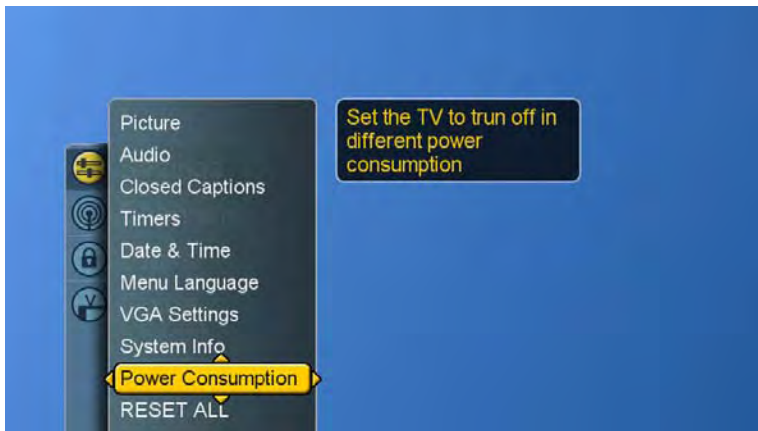 Picture
Audio
Closed Captions
Timers
Date & Time
Menu Language
VGA Settings
System Info
Power Consumption
RESET ALL
Set the TV to trun off in
different power
consumption